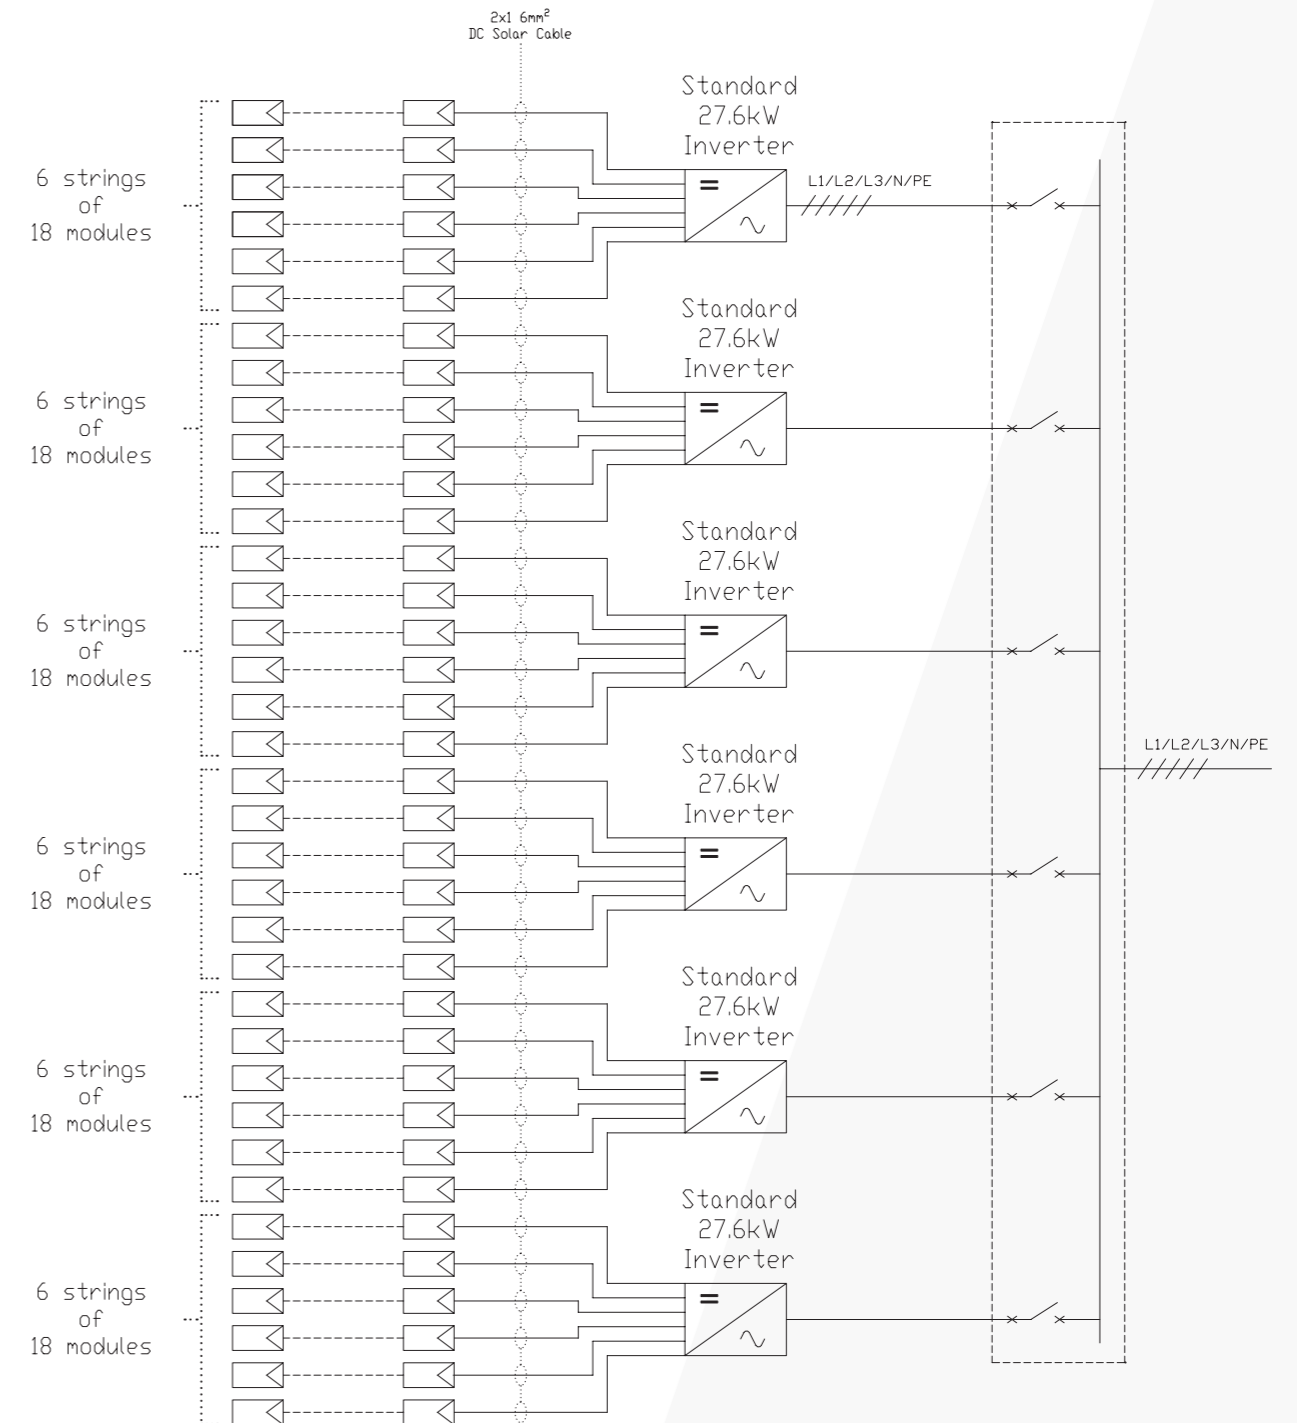 2x1 6mm²
DC Solar Cable
Standard
27.6kW
Inverter
6 strings
of
18 modules
L1/L2/L3/N/PE
Standard
27.6kW
Inverter
6 strings
of
18 modules
Standard
27.6kW
Inverter
6 strings
of
18 modules
L1/L2/L3/N/PE
Standard
27.6kW
Inverter
6 strings
of
18 modules
Standard
27.6kW
Inverter
6 strings
of
18 modules
Standard
27.6kW
Inverter
6 strings
of
18 modules